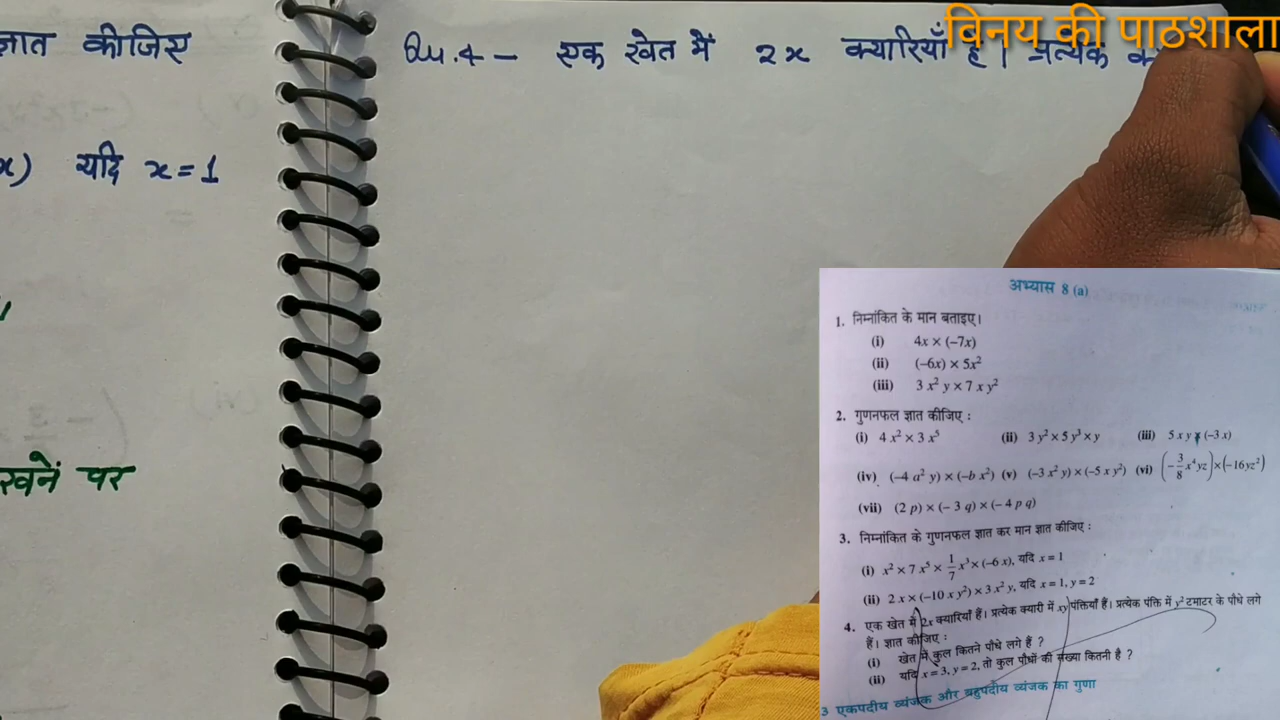 विनय की पाठशाला
ज्ञात कीजिए
x) यदि x=1
रखनें पर
Qu.4 - एक खेत में 2x क्यारियाँ हैं। प्रत्येक
अभ्यास 8 (a)
1. निम्नांकित के मान बताइए।
(i) 4x × (−7x)
(ii) (−6x) × 5x²
(iii) 3 x² y × 7 x y²
2. गुणनफल ज्ञात कीजिए :
(i) 4 x² × 3 x⁵ (ii) 3 y² × 5 y³ × y (iii) 5 x y × (−3 x)
(iv) (−4 a² y) × (−b x²) (v) (−3 x² y) × (−5 x y²) (vi) (−3/8 x⁴ yz) × (−16yz²)
(vii) (2 p) × (− 3 q) × (− 4 p q)
3. निम्नांकित के गुणनफल ज्ञात कर मान ज्ञात कीजिए :
(i) x² × 7 x⁵ × 1/7 x³ × (−6 x), यदि x = 1
(ii) 2 x × (−10 x y²) × 3 x² y, यदि x = 1, y = 2
4. एक खेत में 2x क्यारियाँ हैं। प्रत्येक क्यारी में xy पंक्तियाँ हैं। प्रत्येक पंक्ति में y² टमाटर के पौधे लगे
हैं। ज्ञात कीजिए :
(i) खेत में कुल कितने पौधे लगे हैं ?
(ii) यदि x = 3, y = 2, तो कुल पौधों की संख्या कितनी है ?
3 एकपदीय व्यंजक और बहुपदीय व्यंजक का गुणा